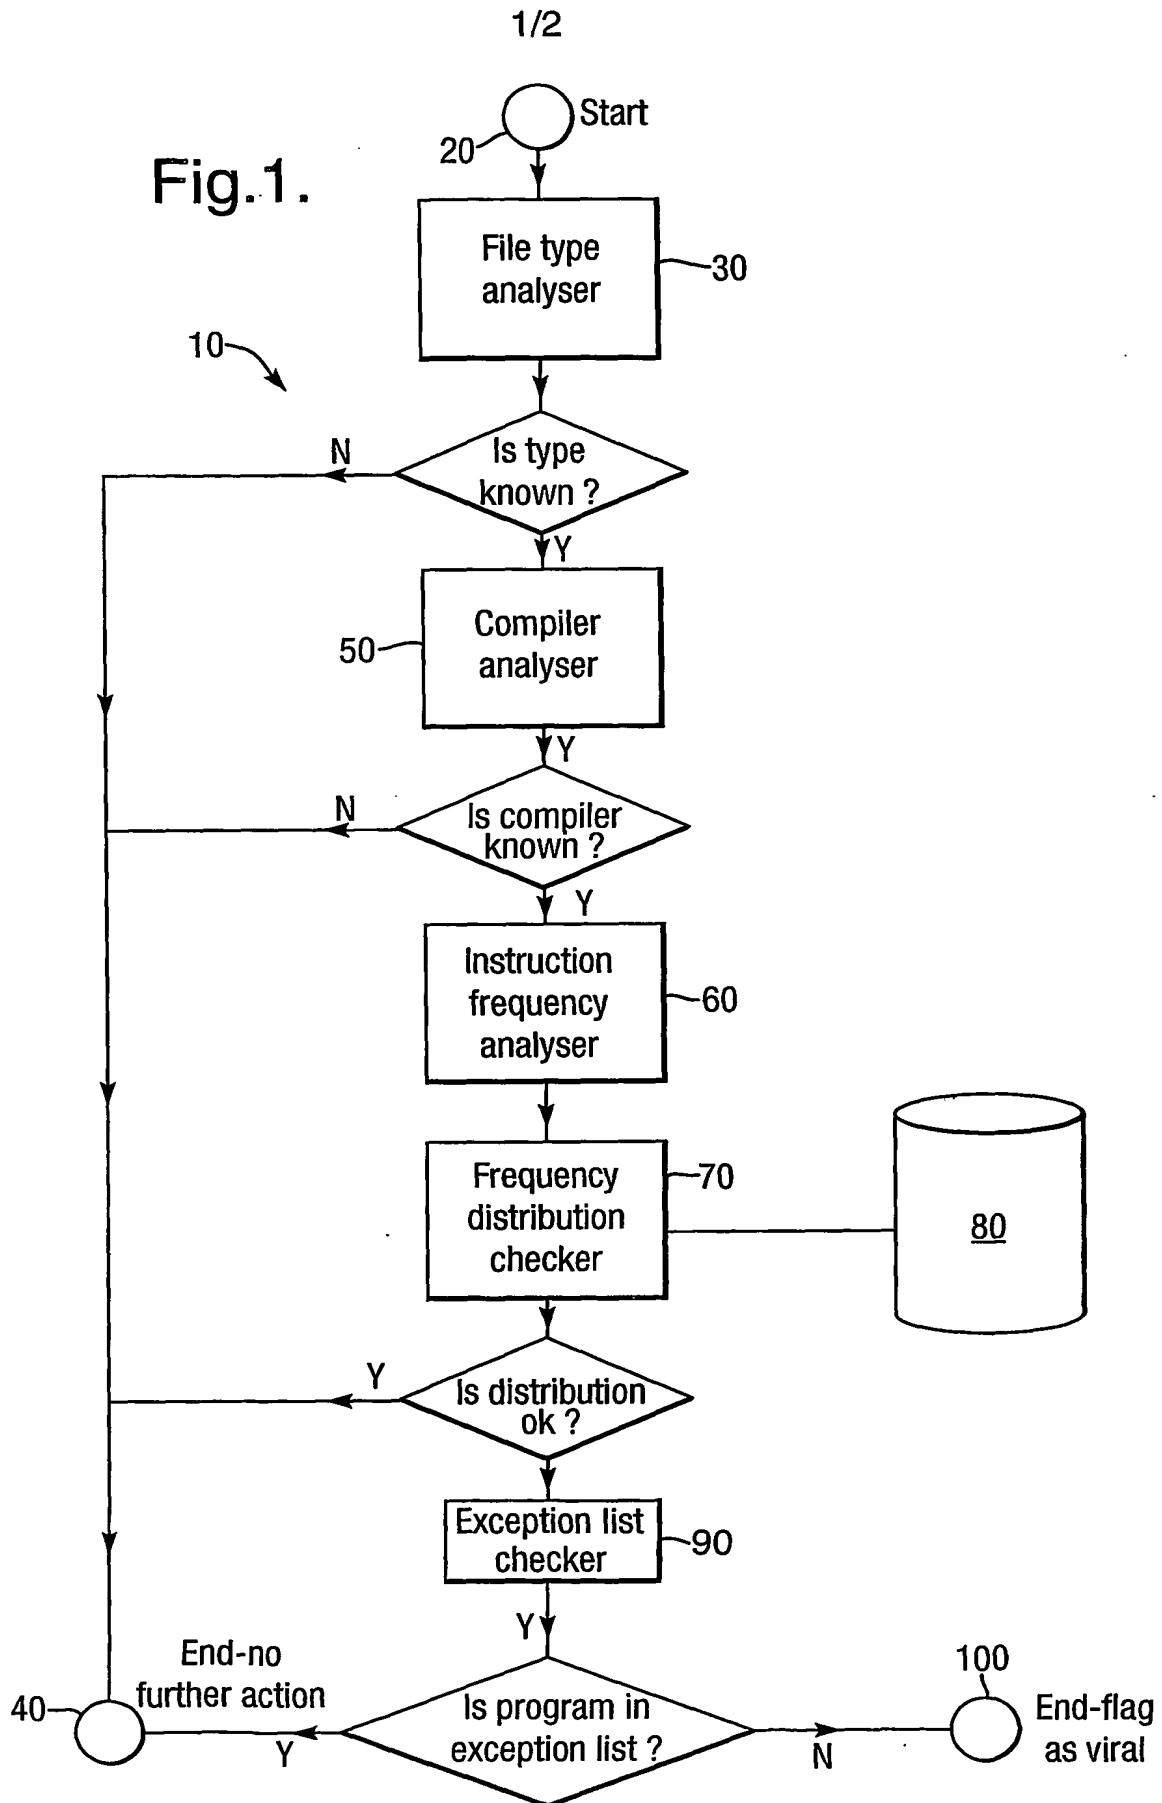 1/2
Start
20
Fig.1.
File type
analyser
30
10
N
Is type
known ?
Y
Compiler
analyser
50
Y
N
Is compiler
known ?
Y
Instruction
frequency
analyser
60
Frequency
distribution
checker
70
80
Y
Is distribution
ok ?
Exception list
checker
90
Y
End-no
further action
40
Y
Is program in
exception list ?
N
100
End-flag
as viral